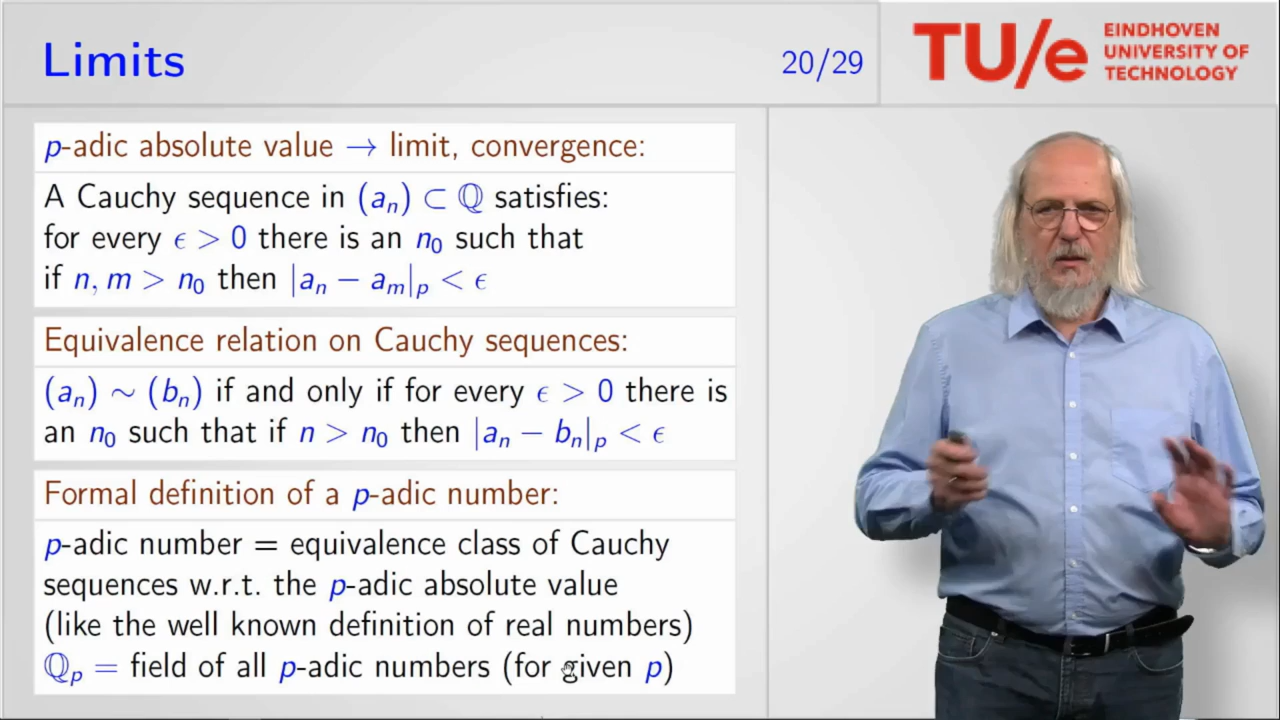 Limits
20/29
TU/e
EINDHOVEN
UNIVERSITY OF
TECHNOLOGY
p-adic absolute value → limit, convergence:
A Cauchy sequence in (aₙ) ⊂ ℚ satisfies:
for every ϵ > 0 there is an n₀ such that
if n, m > n₀ then |aₙ − aₘ|ₚ < ϵ
Equivalence relation on Cauchy sequences:
(aₙ) ∼ (bₙ) if and only if for every ϵ > 0 there is
an n₀ such that if n > n₀ then |aₙ − bₙ|ₚ < ϵ
Formal definition of a p-adic number:
p-adic number = equivalence class of Cauchy
sequences w.r.t. the p-adic absolute value
(like the well known definition of real numbers)
ℚₚ = field of all p-adic numbers (for given p)